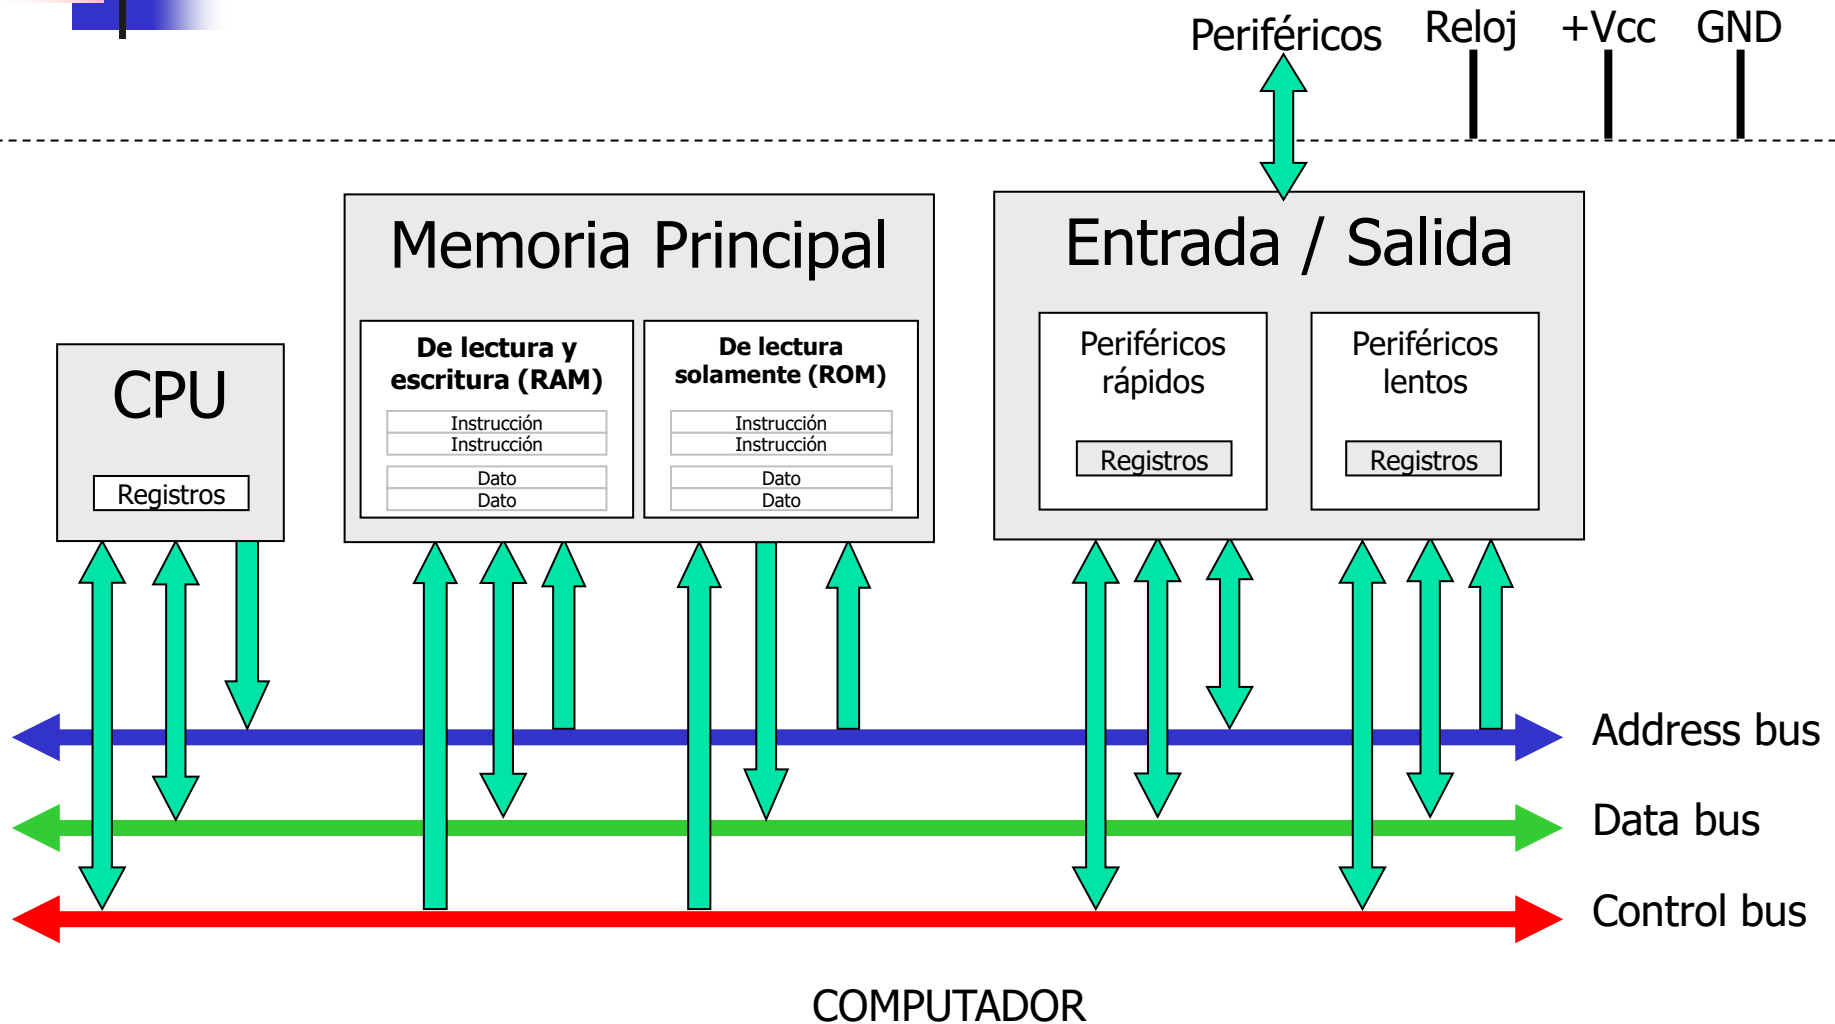 Periféricos
Reloj
+Vcc
GND
Memoria Principal
Entrada / Salida
CPU
Registros
De lectura y
escritura (RAM)
Instrucción
Instrucción
Dato
Dato
De lectura
solamente (ROM)
Instrucción
Instrucción
Dato
Dato
Periféricos
rápidos
Registros
Periféricos
lentos
Registros
Address bus
Data bus
Control bus
COMPUTADOR